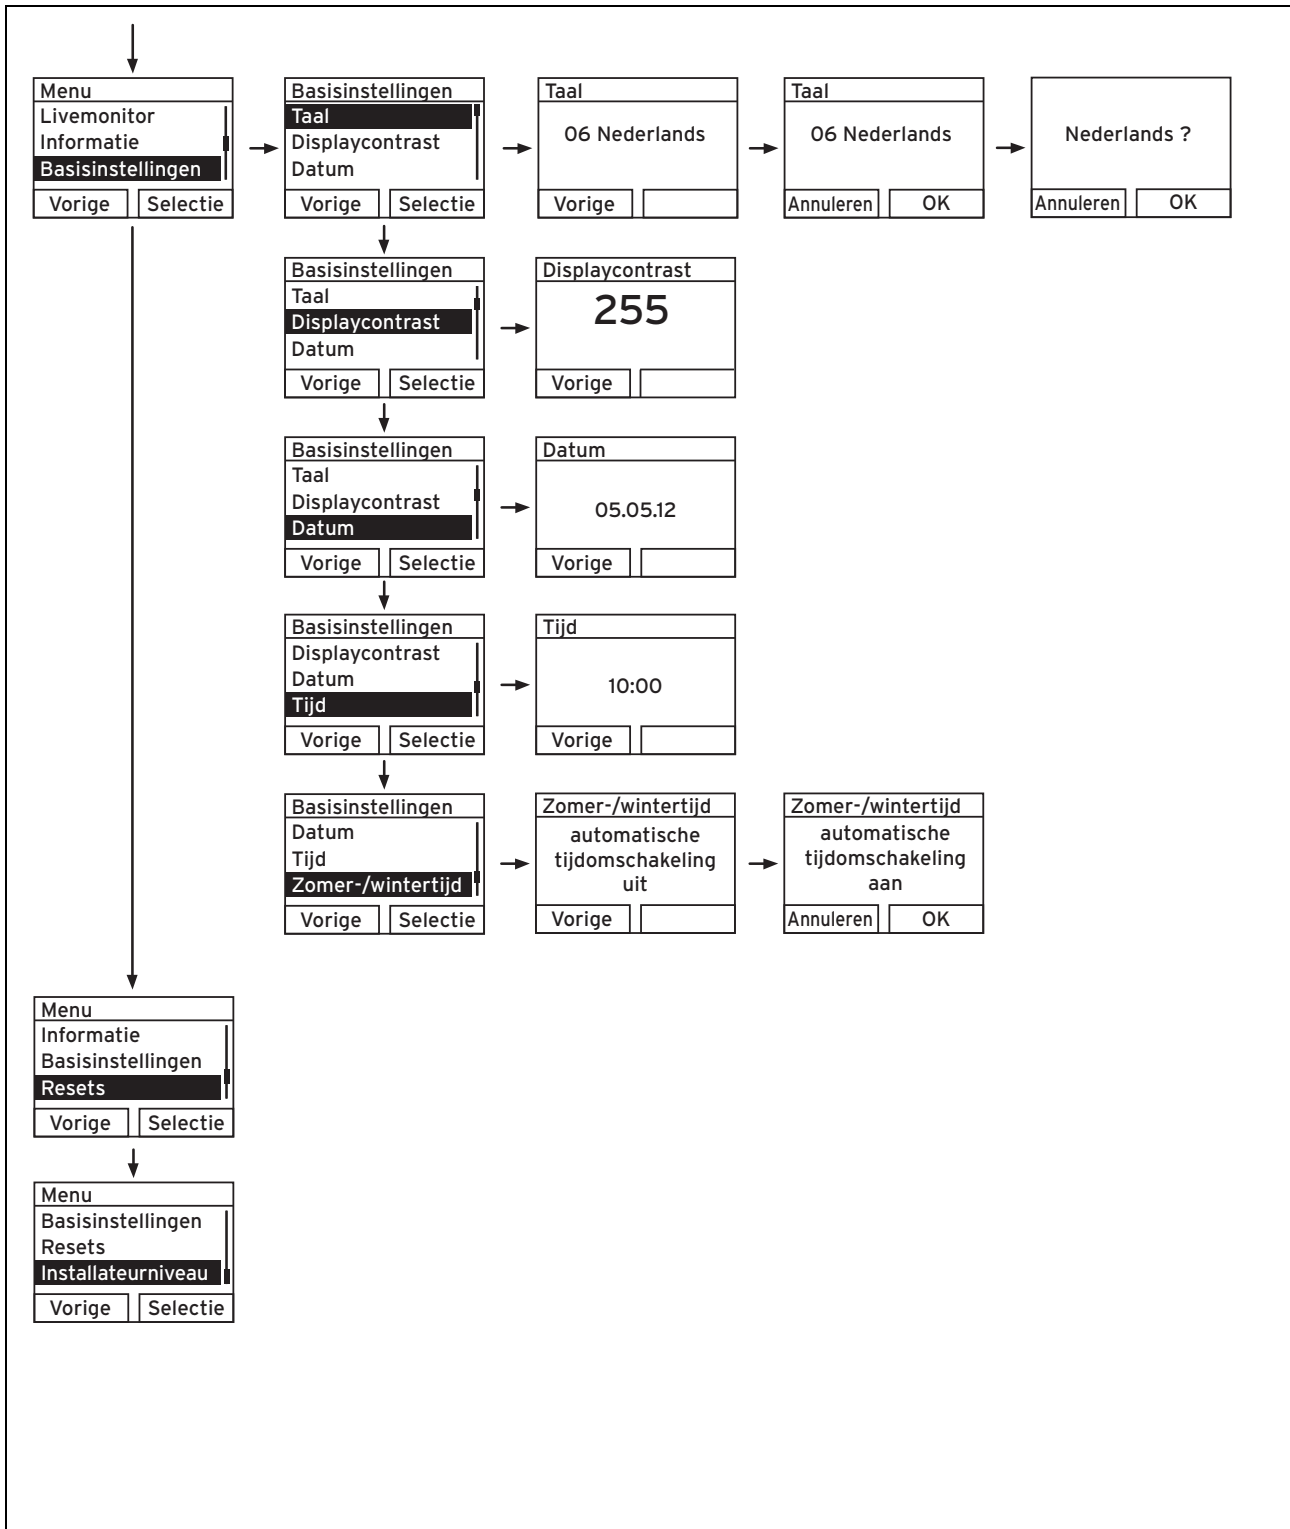 Menu
Livemonitor
Informatie
Basisinstellingen
Vorige
Selectie
Basisinstellingen
Taal
Displaycontrast
Datum
Vorige
Selectie
Taal
06 Nederlands
Vorige
Taal
06 Nederlands
Annuleren
OK
Nederlands ?
Annuleren
OK
Basisinstellingen
Taal
Displaycontrast
Datum
Vorige
Selectie
Displaycontrast
255
Vorige
Basisinstellingen
Taal
Displaycontrast
Datum
Vorige
Selectie
Datum
05.05.12
Vorige
Basisinstellingen
Displaycontrast
Datum
Tijd
Vorige
Selectie
Tijd
10:00
Vorige
Basisinstellingen
Datum
Tijd
Zomer-/wintertijd
Vorige
Selectie
Zomer-/wintertijd
automatische
tijdomschakeling
uit
Vorige
Zomer-/wintertijd
automatische
tijdomschakeling
aan
Annuleren
OK
Menu
Informatie
Basisinstellingen
Resets
Vorige
Selectie
Menu
Basisinstellingen
Resets
Installateurniveau
Vorige
Selectie